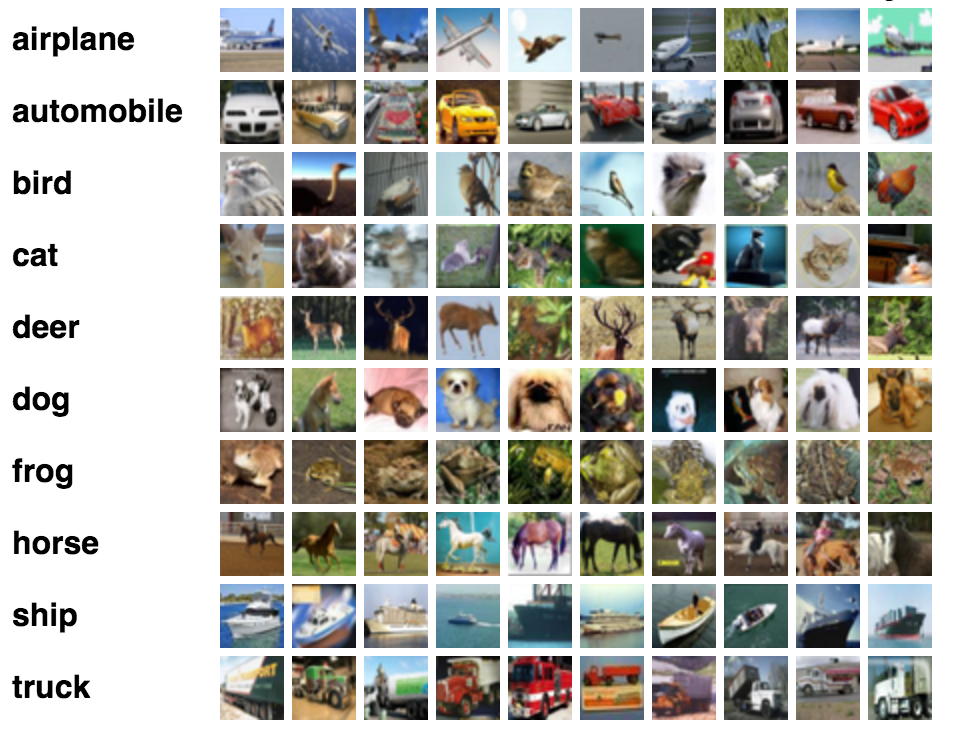 airplane
automobile
bird
cat
deer
dog
frog
horse
ship
truck